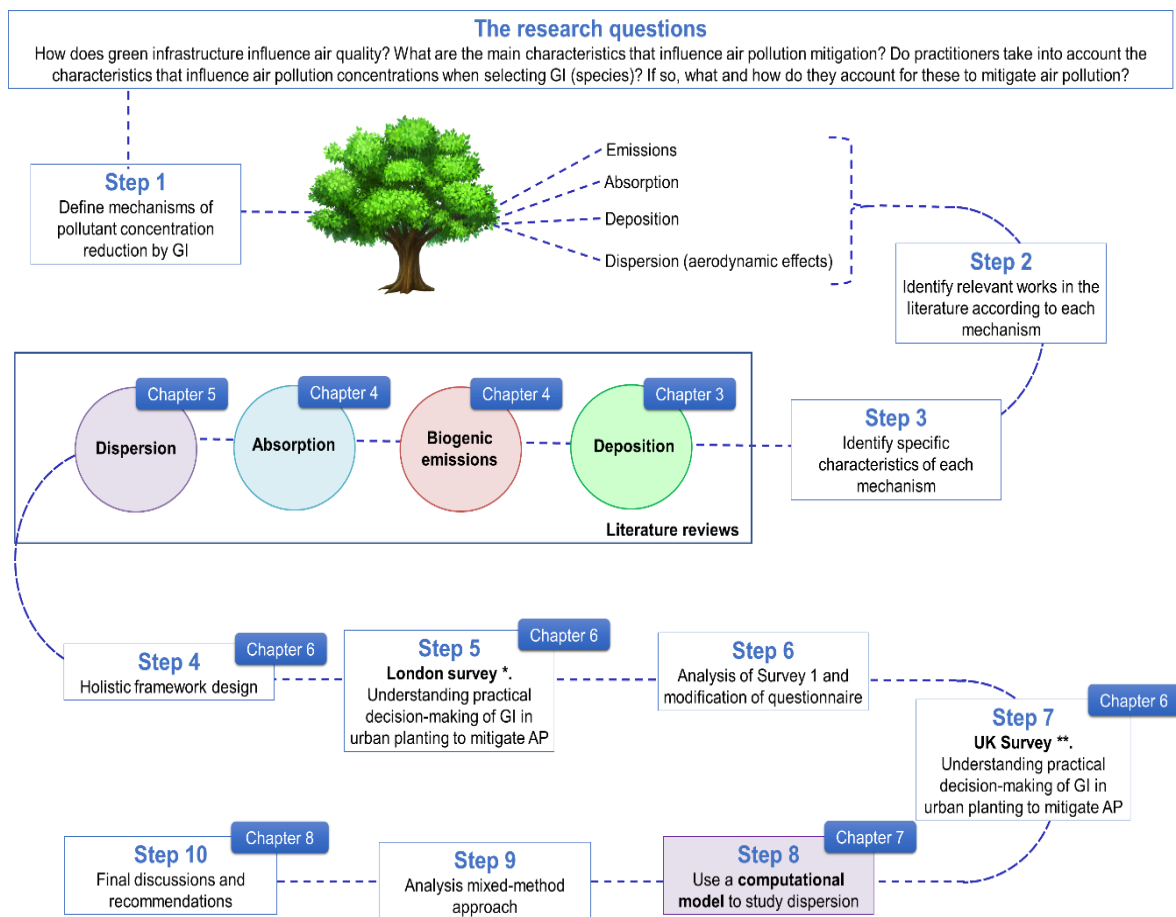 The research questions
How does green infrastructure influence air quality? What are the main characteristics that influence air pollution mitigation? Do practitioners take into account the
characteristics that influence air pollution concentrations when selecting GI (species)? If so, what and how do they account for these to mitigate air pollution?
Step 1
Define mechanisms of
pollutant concentration
reduction by GI
Emissions
Absorption
Deposition
Dispersion (aerodynamic effects)
Step 2
Identify relevant works in the
literature according to each
mechanism
Step 3
Identify specific
characteristics of each
mechanism
Chapter 5
Dispersion
Chapter 4
Absorption
Chapter 4
Biogenic
emissions
Chapter 3
Deposition
Literature reviews
Chapter 6
Step 4
Holistic framework design
Chapter 6
Step 5
London survey *.
Understanding practical
decision-making of GI in
urban planting to mitigate AP
Step 6
Analysis of Survey 1 and
modification of questionnaire
Chapter 6
Step 7
UK Survey **.
Understanding practical
decision-making of GI in
urban planting to mitigate AP
Chapter 7
Step 8
Use a computational
model to study dispersion
Step 9
Analysis mixed-method
approach
Chapter 8
Step 10
Final discussions and
recommendations